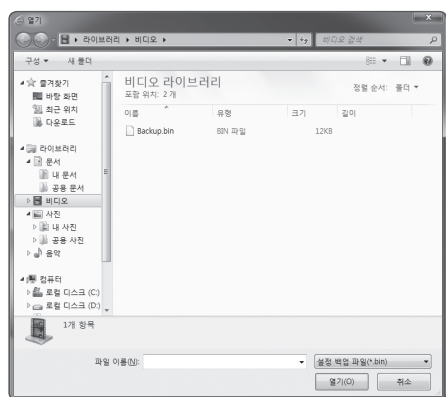 열기
라이브러리 ▸ 비디오 ▸
비디오 검색
구성 ▼ 새 폴더
즐겨찾기
바탕 화면
최근 위치
다운로드
라이브러리
문서
내 문서
공용 문서
비디오
사진
내 사진
공용 사진
음악
컴퓨터
로컬 디스크 (C:)
로컬 디스크 (D:)
비디오 라이브러리
포함 위치: 2개
정렬 순서: 폴더 ▼
이름 유형 크기 길이
Backup.bin BIN 파일 12KB
1개 항목
파일 이름(N):
설정 백업 파일(*.bin)
열기(O) 취소